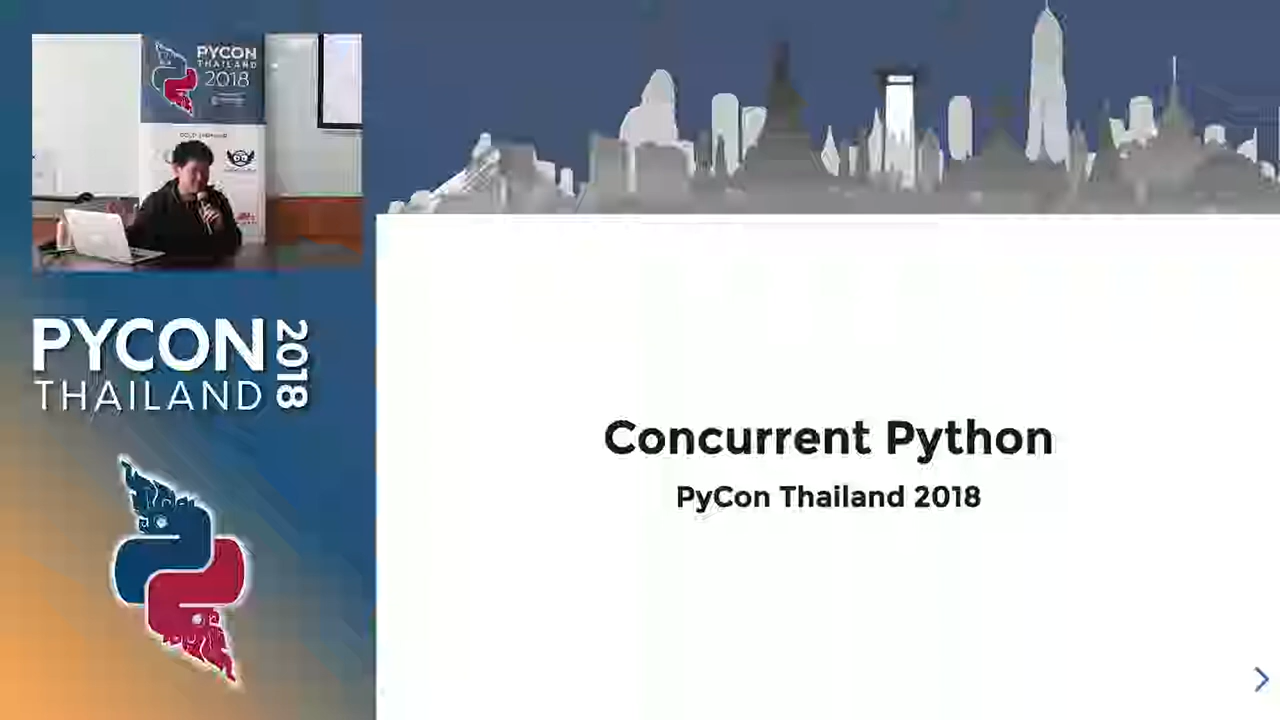 PYCON
THAILAND
2018
PYCON 2018
THAILAND
Concurrent Python
PyCon Thailand 2018